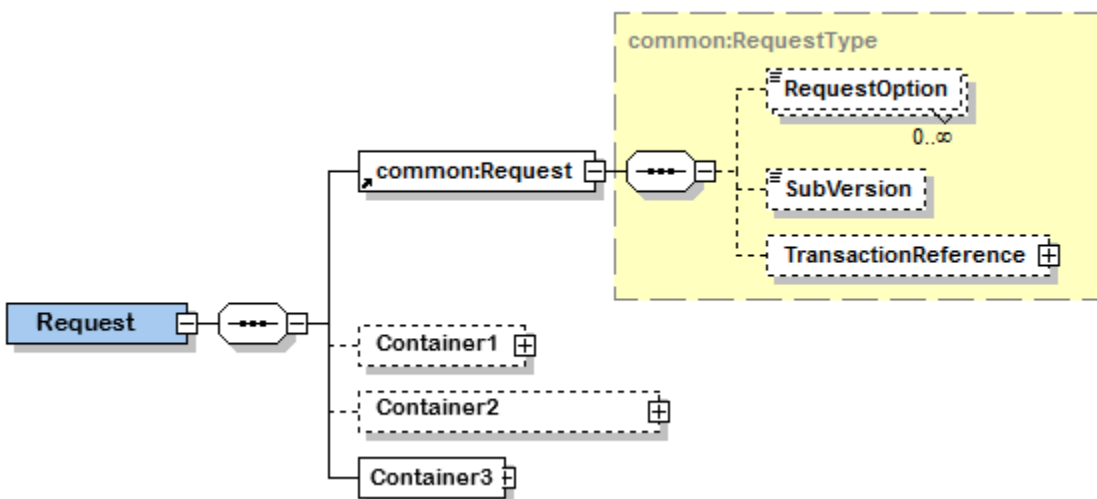 common:RequestType
RequestOption
0..∞
common:Request
SubVersion
TransactionReference
Request
Container1
Container2
Container3